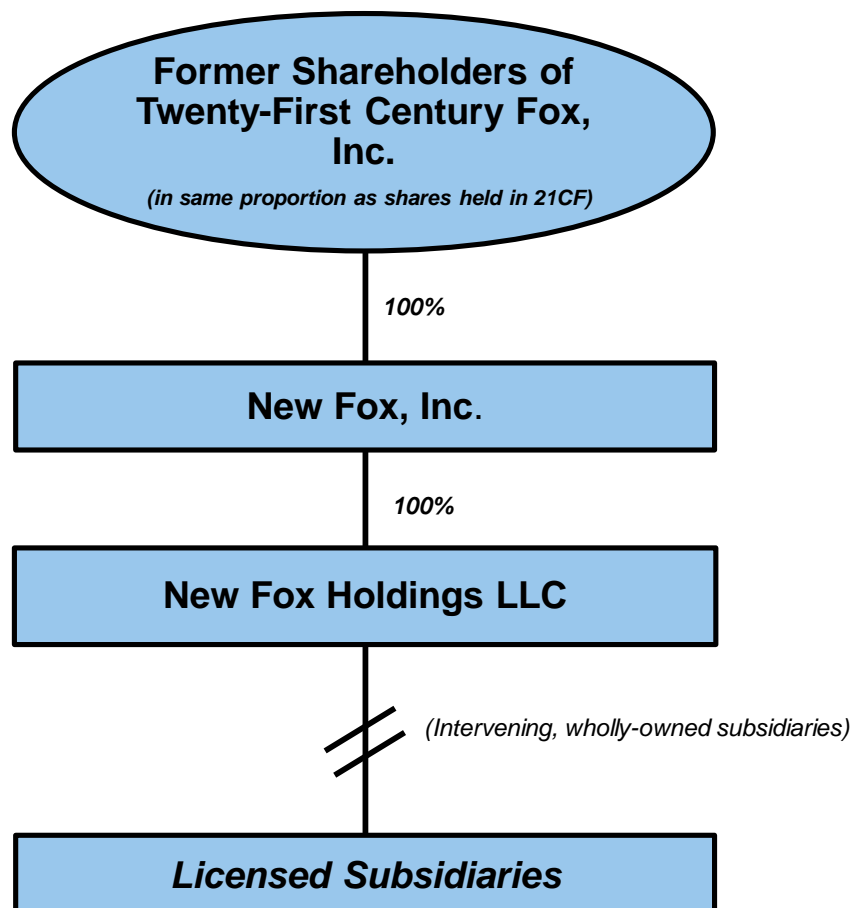 Former Shareholders of
Twenty-First Century Fox,
Inc.
(in same proportion as shares held in 21CF)
100%
New Fox, Inc.
100%
New Fox Holdings LLC
(Intervening, wholly-owned subsidiaries)
Licensed Subsidiaries